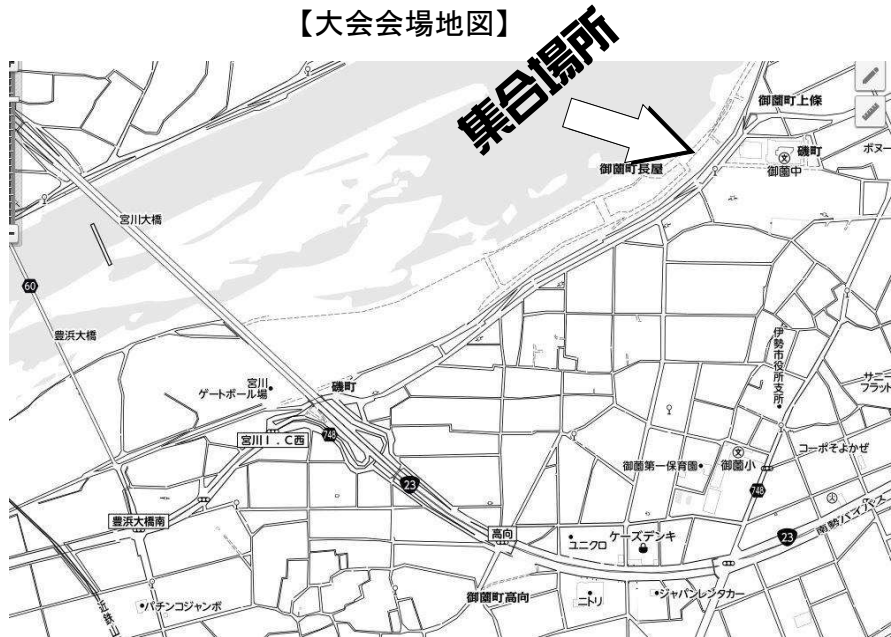 【大会会場地図】
集合場所
御薗町上條
磯町
ボヌー
御薗中
御薗町長屋
宮川大橋
60
豊浜大橋
伊勢市役所支所
サニー
フラット
宮川
ゲートボール場
磯町
宮川I.C西
748
コーポそよかぜ
御薗第一保育園
御薗小
23
748
豊浜大橋南
高向
ユニクロ
ケーズデンキ
23
南勢バイパス
近鉄山
パチンコジャンボ
御薗町高向
ニトリ
ジャパンレンタカー